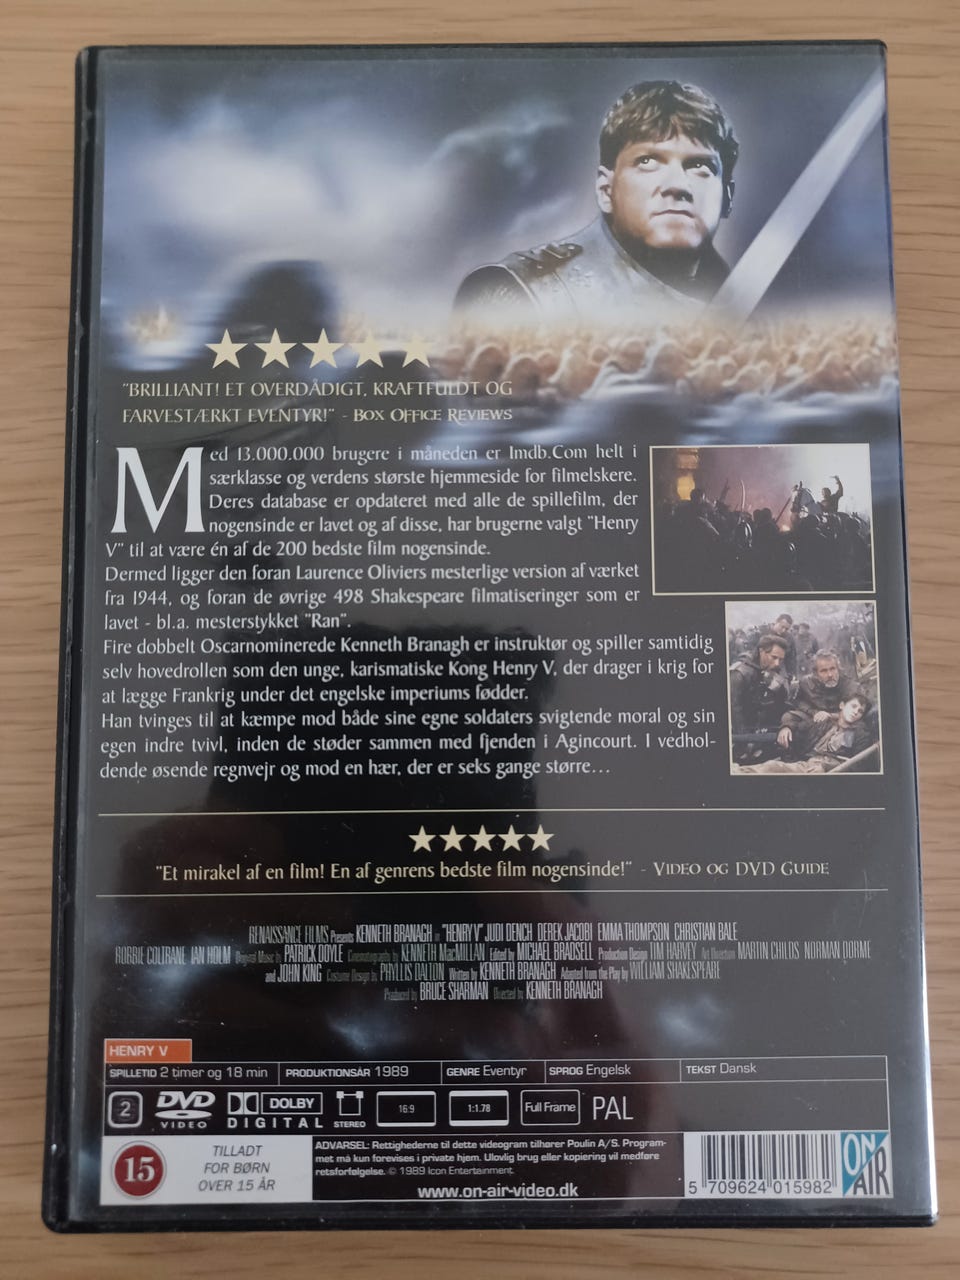 "BRILLIANT! ET OVERDÅDIGT, KRAFTFULDT OG
FARVESTÆRKT EVENTYR!" - BOX OFFICE REVIEWS
Med 13.000.000 brugere i måneden er Imdb.Com helt i
særklasse og verdens største hjemmeside for filmelskere.
Deres database er opdateret med alle de spillefilm, der
nogensinde er lavet og af disse, har brugerne valgt "Henry
V" til at være én af de 200 bedste film nogensinde.
Dermed ligger den foran Laurence Oliviers mesterlige version af værket
fra 1944, og foran de øvrige 498 Shakespeare filmatiseringer som er
lavet - bl.a. mesterstykket "Ran".
Fire dobbelt Oscarnominerede Kenneth Branagh er instruktør og spiller samtidig
selv hovedrollen som den unge, karismatiske Kong Henry V, der drager i krig for
at lægge Frankrig under det engelske imperiums fødder.
Han tvinges til at kæmpe mod både sine egne soldaters svigtende moral og sin
egen indre tvivl, inden de støder sammen med fjenden i Agincourt. I vedhol-
dende øsende regnvejr og mod en hær, der er seks gange større...
"Et mirakel af en film! En af genrens bedste film nogensinde!" - VIDEO OG DVD GUIDE
RENAISSANCE FILMS Presents KENNETH BRANAGH in "HENRY V" JUDI DENCH DEREK JACOBI EMMA THOMPSON CHRISTIAN BALE
ROBBIE COLTRANE IAN HOLM Original Music by PATRICK DOYLE Cinematography by KENNETH MacMILLAN Edited by MICHAEL BRADSELL Production Design TIM HARVEY Art Direction MARTIN CHILDS NORMAN DORME
and JOHN KING Costume Design by PHYLLIS DALTON Written by KENNETH BRANAGH Adapted from the Play by WILLIAM SHAKESPEARE
Produced by BRUCE SHARMAN Directed by KENNETH BRANAGH
HENRY V
SPILLETID 2 timer og 18 min PRODUKTIONSÅR 1989 GENRE Eventyr SPROG Engelsk TEKST Dansk
2 DVD VIDEO DOLBY DIGITAL STEREO 16:9 1:1.78 Full Frame PAL
15 TILLADT
FOR BØRN
OVER 15 ÅR
ADVARSEL: Rettighederne til dette videogram tilhører Poulin A/S. Program-
met må kun forevises i private hjem. Ulovlig brug eller kopiering vil medføre
retsforfølgelse. © 1989 Icon Entertainment.
www.on-air-video.dk
5 709624 015982
ON AIR